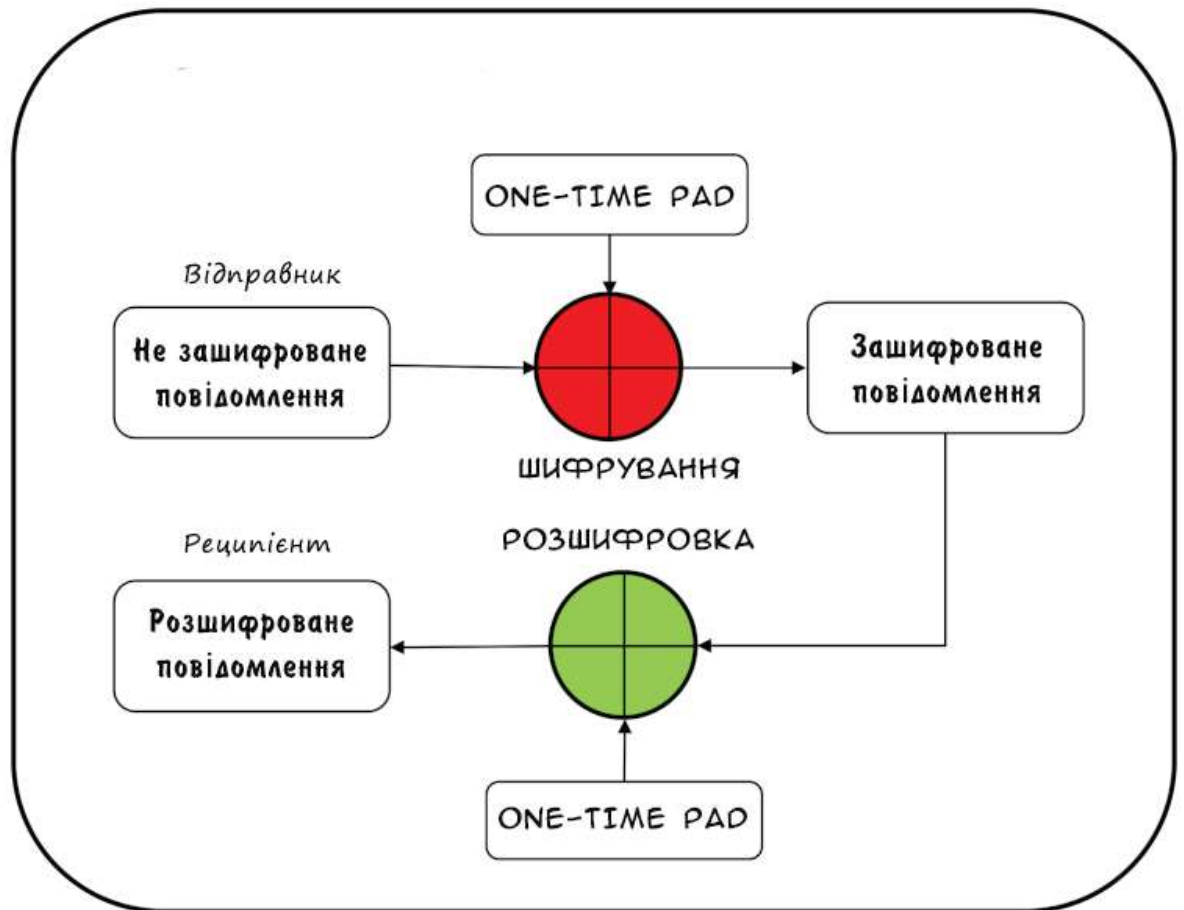 ONE-TIME PAD
Відправник
Не зашифроване
повідомлення
Зашифроване
повідомлення
ШИФРУВАННЯ
РОЗШИФРОВКА
Реципієнт
Розшифроване
повідомлення
ONE-TIME PAD